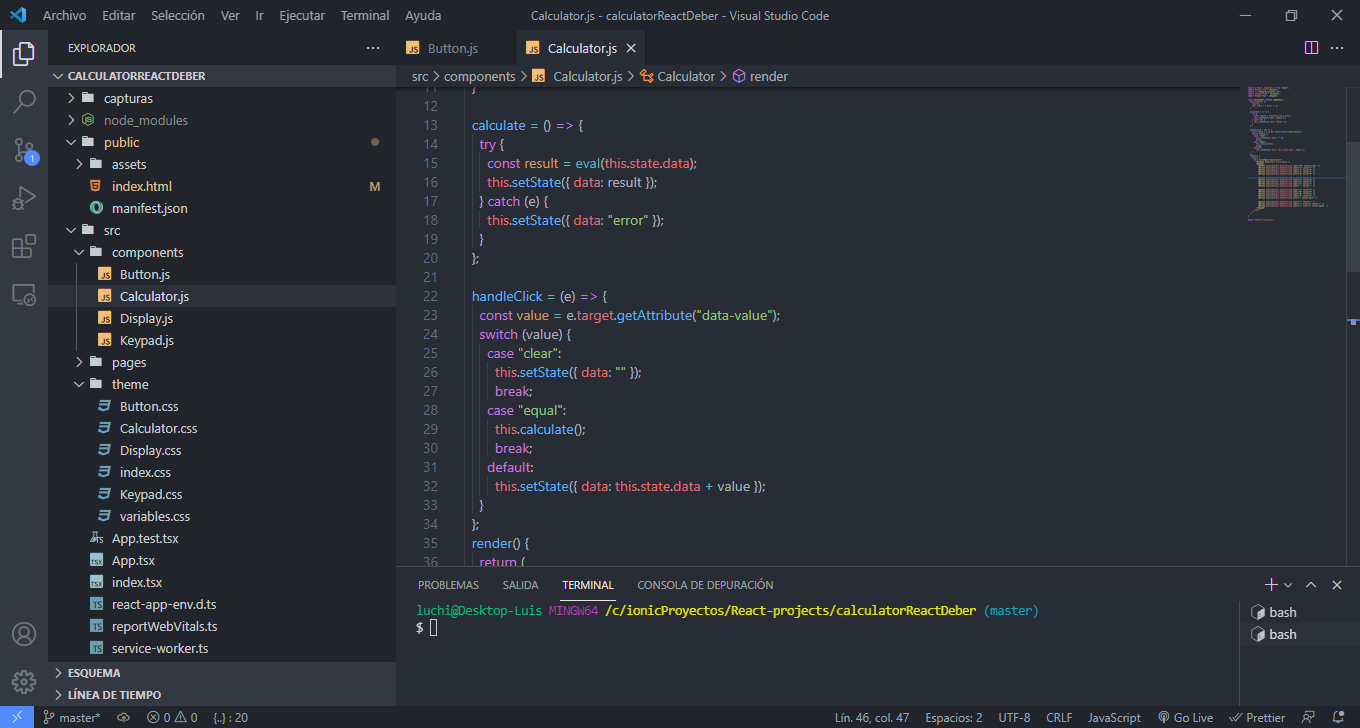 Archivo Editar Selección Ver Ir Ejecutar Terminal Ayuda Calculator.js - calculatorReactDeber - Visual Studio Code
EXPLORADOR
CALCULATORREACTDEBER
capturas
node_modules
public
assets
index.html M
manifest.json
src
components
Button.js
Calculator.js
Display.js
Keypad.js
pages
theme
Button.css
Calculator.css
Display.css
index.css
Keypad.css
variables.css
App.test.tsx
App.tsx
index.tsx
react-app-env.d.ts
reportWebVitals.ts
service-worker.ts
ESQUEMA
LÍNEA DE TIEMPO
1
Button.js Calculator.js
src > components > Calculator.js > Calculator > render
11 }
12
13 calculate = () => {
14 try {
15 const result = eval(this.state.data);
16 this.setState({ data: result });
17 } catch (e) {
18 this.setState({ data: "error" });
19 }
20 };
21
22 handleClick = (e) => {
23 const value = e.target.getAttribute("data-value");
24 switch (value) {
25 case "clear":
26 this.setState({ data: "" });
27 break;
28 case "equal":
29 this.calculate();
30 break;
31 default:
32 this.setState({ data: this.state.data + value });
33 }
34 };
35 render() {
36 return (
PROBLEMAS SALIDA TERMINAL CONSOLA DE DEPURACIÓN
luchi@Desktop-Luis MINGW64 /c/ionicProyectos/React-projects/calculatorReactDeber (master)
$
bash
bash
master* 0 0 {..} : 20 Lín. 46, col. 47 Espacios: 2 UTF-8 CRLF JavaScript Go Live Prettier